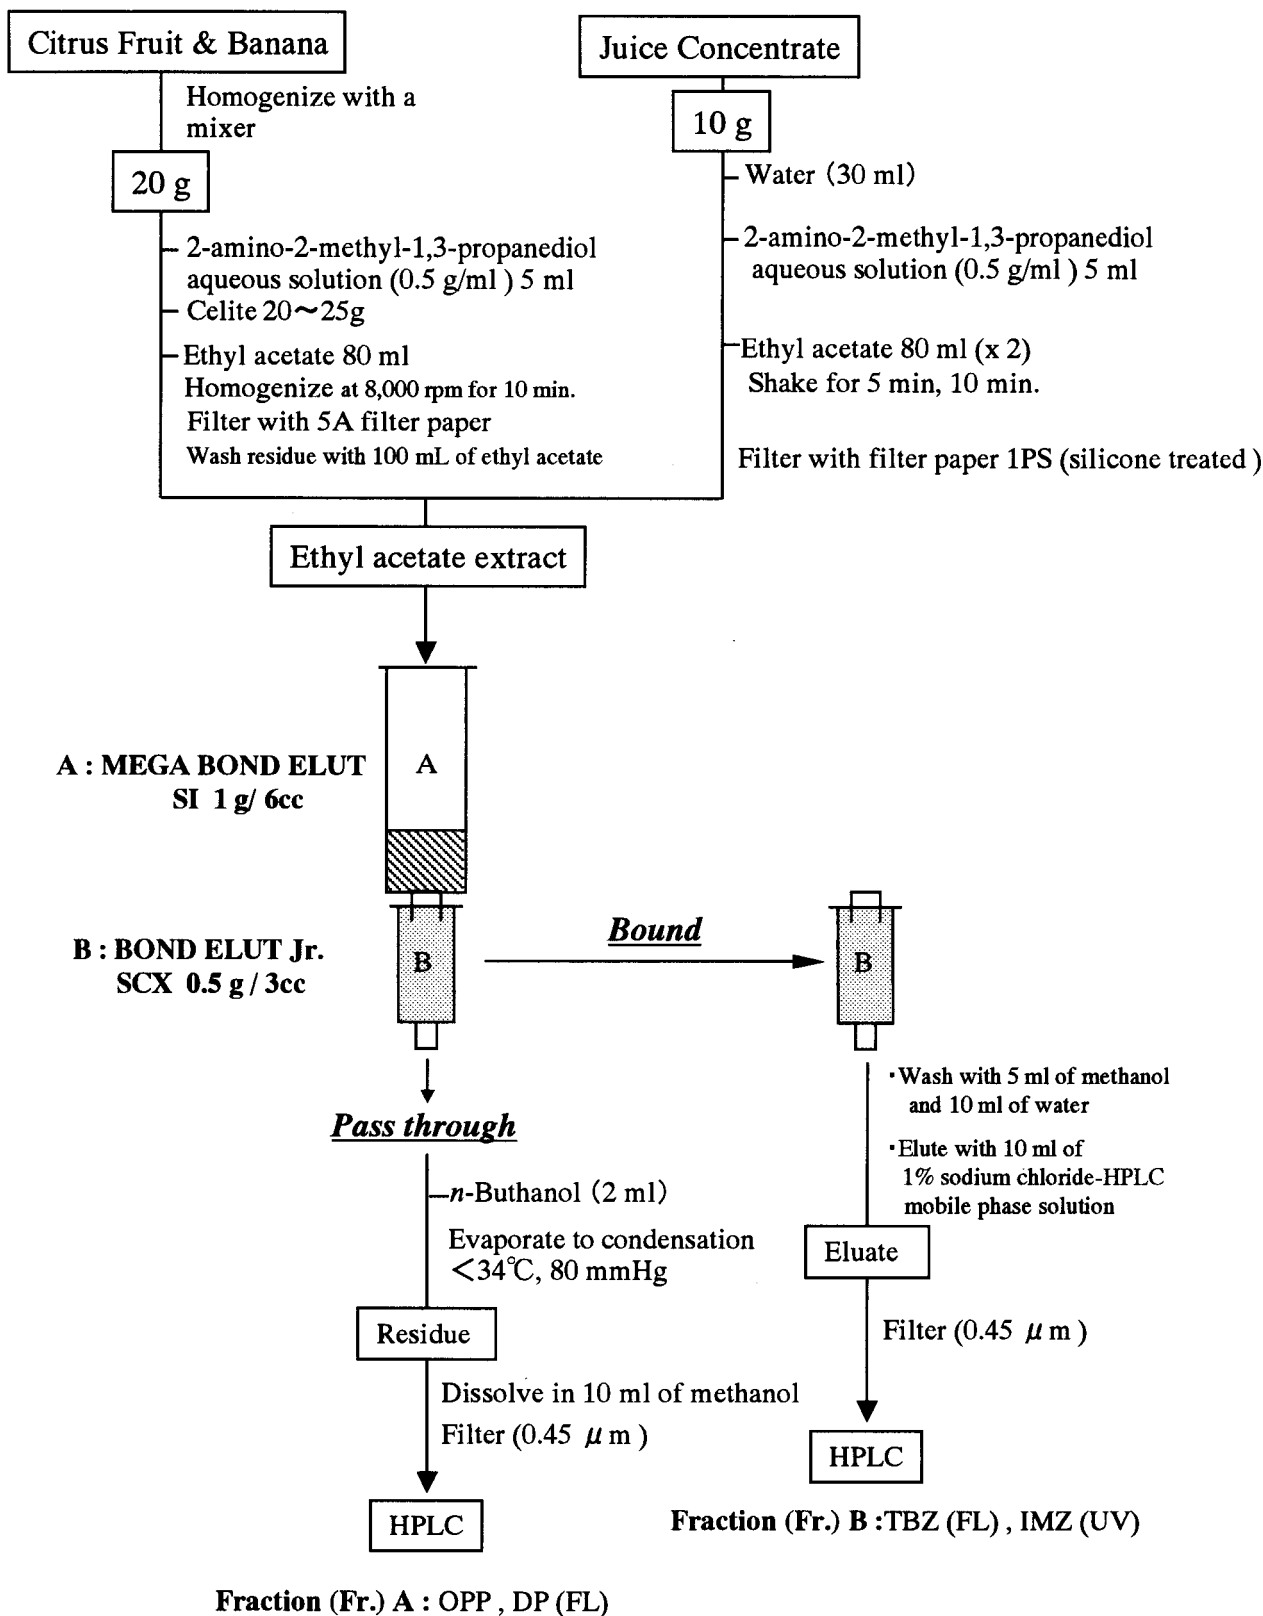 Citrus Fruit & Banana
Homogenize with a
mixer
20 g
2-amino-2-methyl-1,3-propanediol
aqueous solution (0.5 g/ml ) 5 ml
Celite 20～25g
Ethyl acetate 80 ml
Homogenize at 8,000 rpm for 10 min.
Filter with 5A filter paper
Wash residue with 100 mL of ethyl acetate
Juice Concentrate
10 g
Water (30 ml)
2-amino-2-methyl-1,3-propanediol
aqueous solution (0.5 g/ml ) 5 ml
Ethyl acetate 80 ml (x 2)
Shake for 5 min, 10 min.
Filter with filter paper 1PS (silicone treated )
Ethyl acetate extract
A : MEGA BOND ELUT
SI 1 g/ 6cc
A
B : BOND ELUT Jr.
SCX 0.5 g / 3cc
B
Bound
B
Pass through
n-Buthanol (2 ml)
Evaporate to condensation
＜34℃, 80 mmHg
Residue
Dissolve in 10 ml of methanol
Filter (0.45 μm )
HPLC
Fraction (Fr.) A : OPP , DP (FL)
・Wash with 5 ml of methanol
and 10 ml of water
・Elute with 10 ml of
1% sodium chloride-HPLC
mobile phase solution
Eluate
Filter (0.45 μm )
HPLC
Fraction (Fr.) B :TBZ (FL) , IMZ (UV)